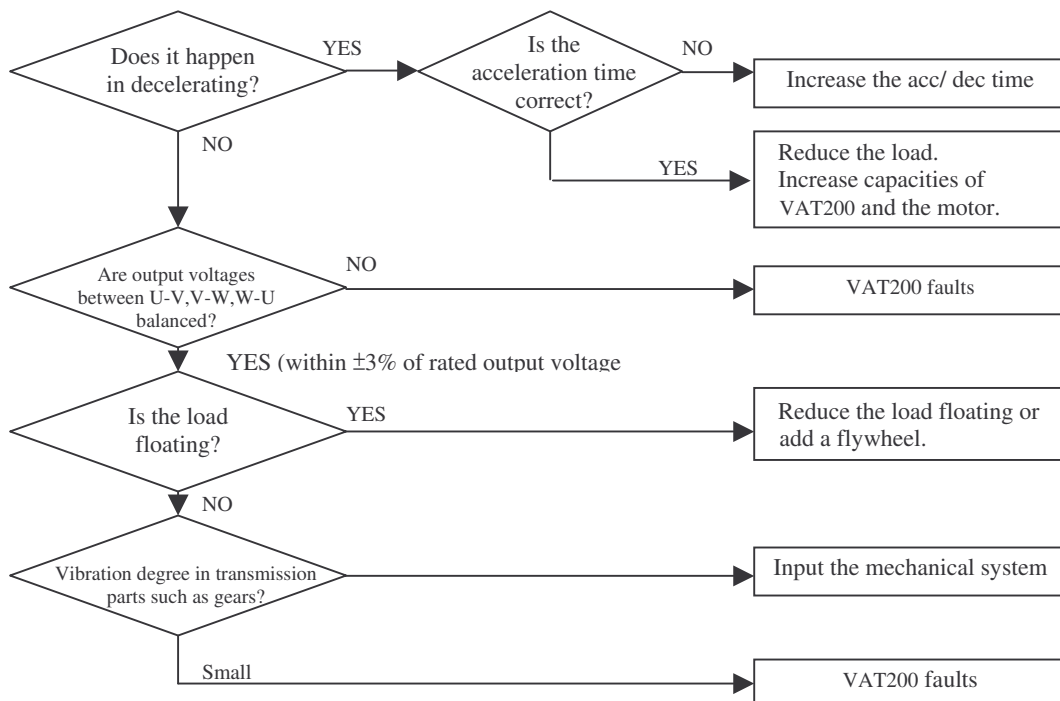 Does it happen
in decelerating?
YES
Is the
acceleration time
correct?
NO
Increase the acc/ dec time
NO
YES
Reduce the load.
Increase capacities of
VAT200 and the motor.
Are output voltages
between U-V,V-W,W-U
balanced?
NO
VAT200 faults
YES (within ±3% of rated output voltage
Is the load
floating?
YES
Reduce the load floating or
add a flywheel.
NO
Vibration degree in transmission
parts such as gears?
Input the mechanical system
Small
VAT200 faults